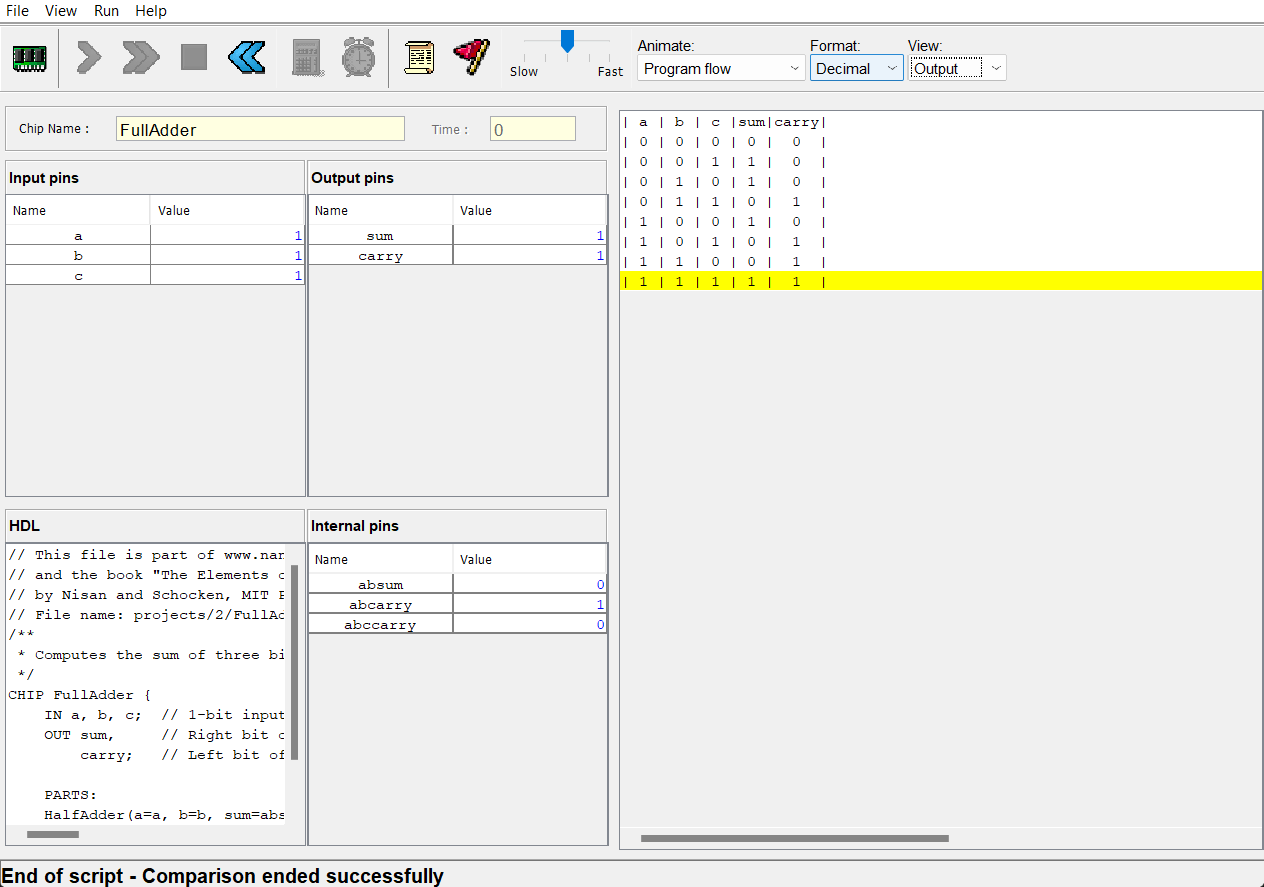 File View Run Help
Animate: Format: View:
Slow Fast Program flow Decimal Output
Chip Name : FullAdder Time : 0
Input pins
Name Value
a 1
b 1
c 1
Output pins
Name Value
sum 1
carry 1
HDL
// This file is part of www.nan
// and the book "The Elements c
// by Nisan and Schocken, MIT P
// File name: projects/2/FullAd
/**
 * Computes the sum of three bi
 */
CHIP FullAdder {
    IN a, b, c;  // 1-bit input
    OUT sum,     // Right bit o
        carry;   // Left bit of
    PARTS:
    HalfAdder(a=a, b=b, sum=abs
Internal pins
Name Value
absum 0
abcarry 1
abccarry 0
| a | b | c |sum|carry|
| 0 | 0 | 0 | 0 |  0  |
| 0 | 0 | 1 | 1 |  0  |
| 0 | 1 | 0 | 1 |  0  |
| 0 | 1 | 1 | 0 |  1  |
| 1 | 0 | 0 | 1 |  0  |
| 1 | 0 | 1 | 0 |  1  |
| 1 | 1 | 0 | 0 |  1  |
| 1 | 1 | 1 | 1 |  1  |
End of script - Comparison ended successfully